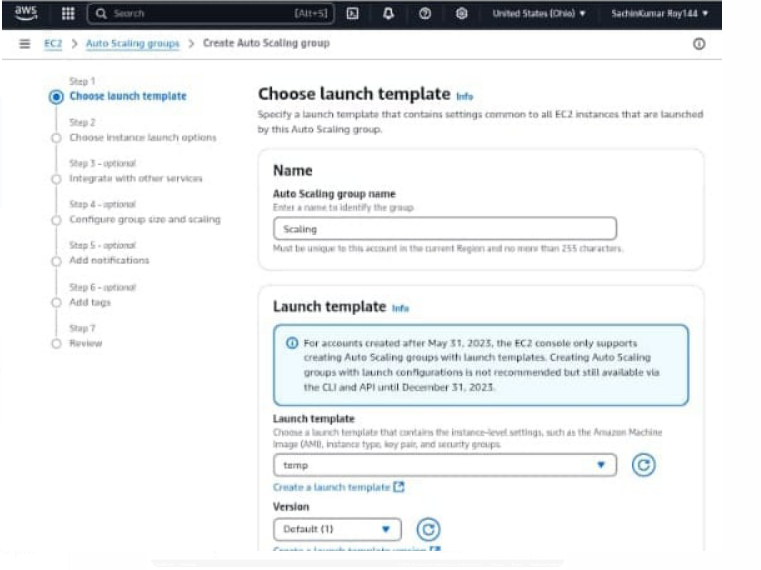 aws
Search
[Alt+S]
United States (Ohio)
SachinKumar Roy144
EC2 > Auto Scaling groups > Create Auto Scaling group
Step 1
Choose launch template
Step 2
Choose instance launch options
Step 3 - optional
Integrate with other services
Step 4 - optional
Configure group size and scaling
Step 5 - optional
Add notifications
Step 6 - optional
Add tags
Step 7
Review
Choose launch template Info
Specify a launch template that contains settings common to all EC2 instances that are launched
by this Auto Scaling group.
Name
Auto Scaling group name
Enter a name to identify the group.
Scaling
Must be unique to this account in the current Region and no more than 255 characters.
Launch template Info
For accounts created after May 31, 2023, the EC2 console only supports
creating Auto Scaling groups with launch templates. Creating Auto Scaling
groups with launch configurations is not recommended but still available via
the CLI and API until December 31, 2023.
Launch template
Choose a launch template that contains the instance-level settings, such as the Amazon Machine
Image (AMI), instance type, key pair, and security groups.
temp
Create a launch template
Version
Default (1)
Create a launch template version